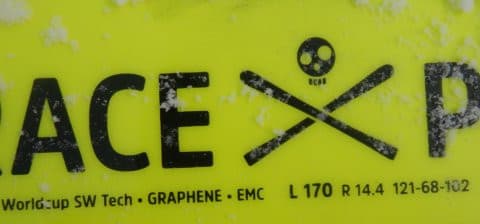 RACE P
Worldcup SW Tech • GRAPHENE • EMC L 170 R 14.4 121-68-102